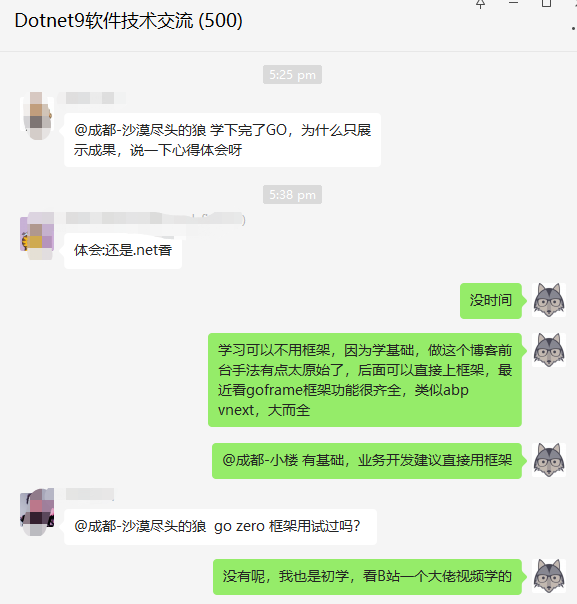 Dotnet9软件技术交流 (500)
5:25 pm
@成都-沙漠尽头的狼 学下完了GO，为什么只展
示成果，说一下心得体会呀
5:38 pm
体会:还是.net香
没时间
学习可以不用框架，因为学基础，做这个博客前
台手法有点太原始了，后面可以直接上框架，最
近看goframe框架功能很齐全，类似abp
vnext，大而全
@成都-小楼 有基础，业务开发建议直接用框架
@成都-沙漠尽头的狼 go zero 框架用试过吗？
没有呢，我也是初学，看B站一个大佬视频学的